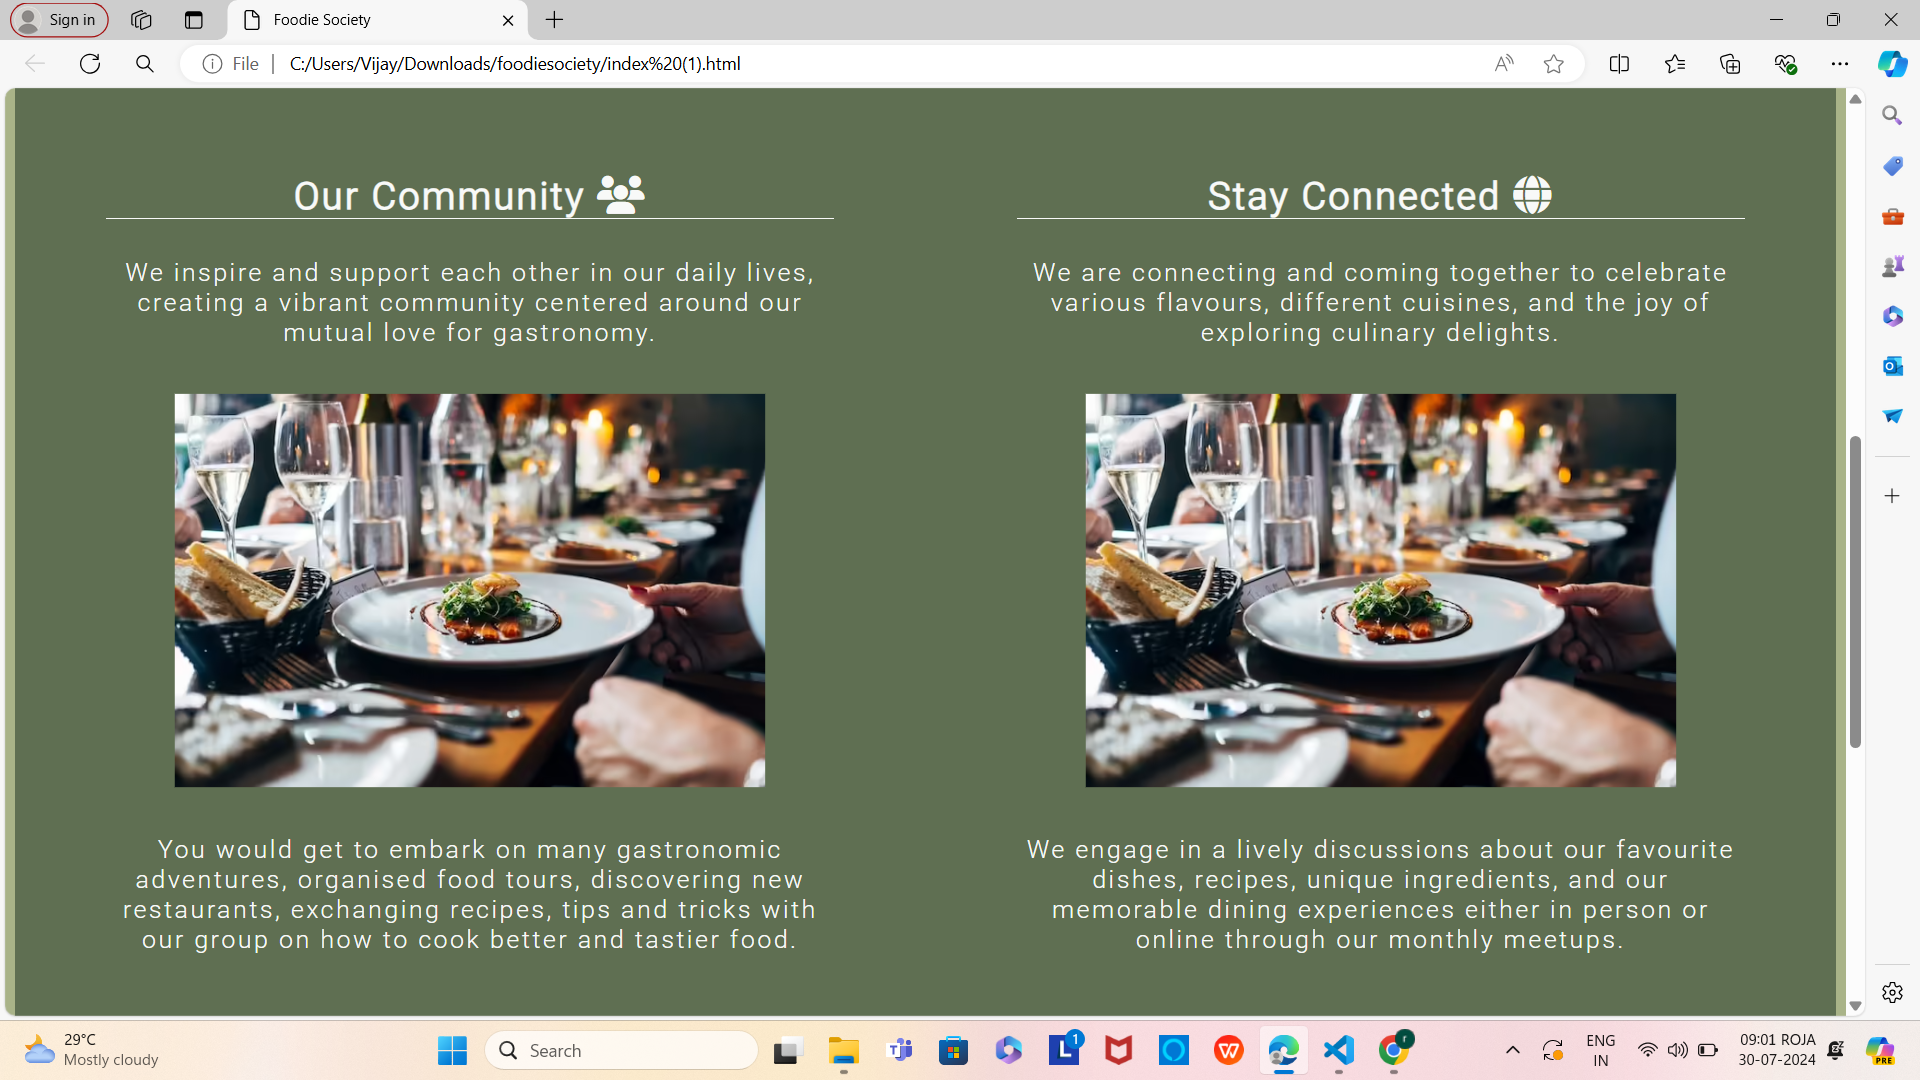 Sign in
Foodie Society
File
C:/Users/Vijay/Downloads/foodiesociety/index%20(1).html
Our Community
We inspire and support each other in our daily lives,
creating a vibrant community centered around our
mutual love for gastronomy.
You would get to embark on many gastronomic
adventures, organised food tours, discovering new
restaurants, exchanging recipes, tips and tricks with
our group on how to cook better and tastier food.
Stay Connected
We are connecting and coming together to celebrate
various flavours, different cuisines, and the joy of
exploring culinary delights.
We engage in a lively discussions about our favourite
dishes, recipes, unique ingredients, and our
memorable dining experiences either in person or
online through our monthly meetups.
29°C
Mostly cloudy
Search
L
1
r
ENG
IN
09:01 ROJA
30-07-2024
PRE